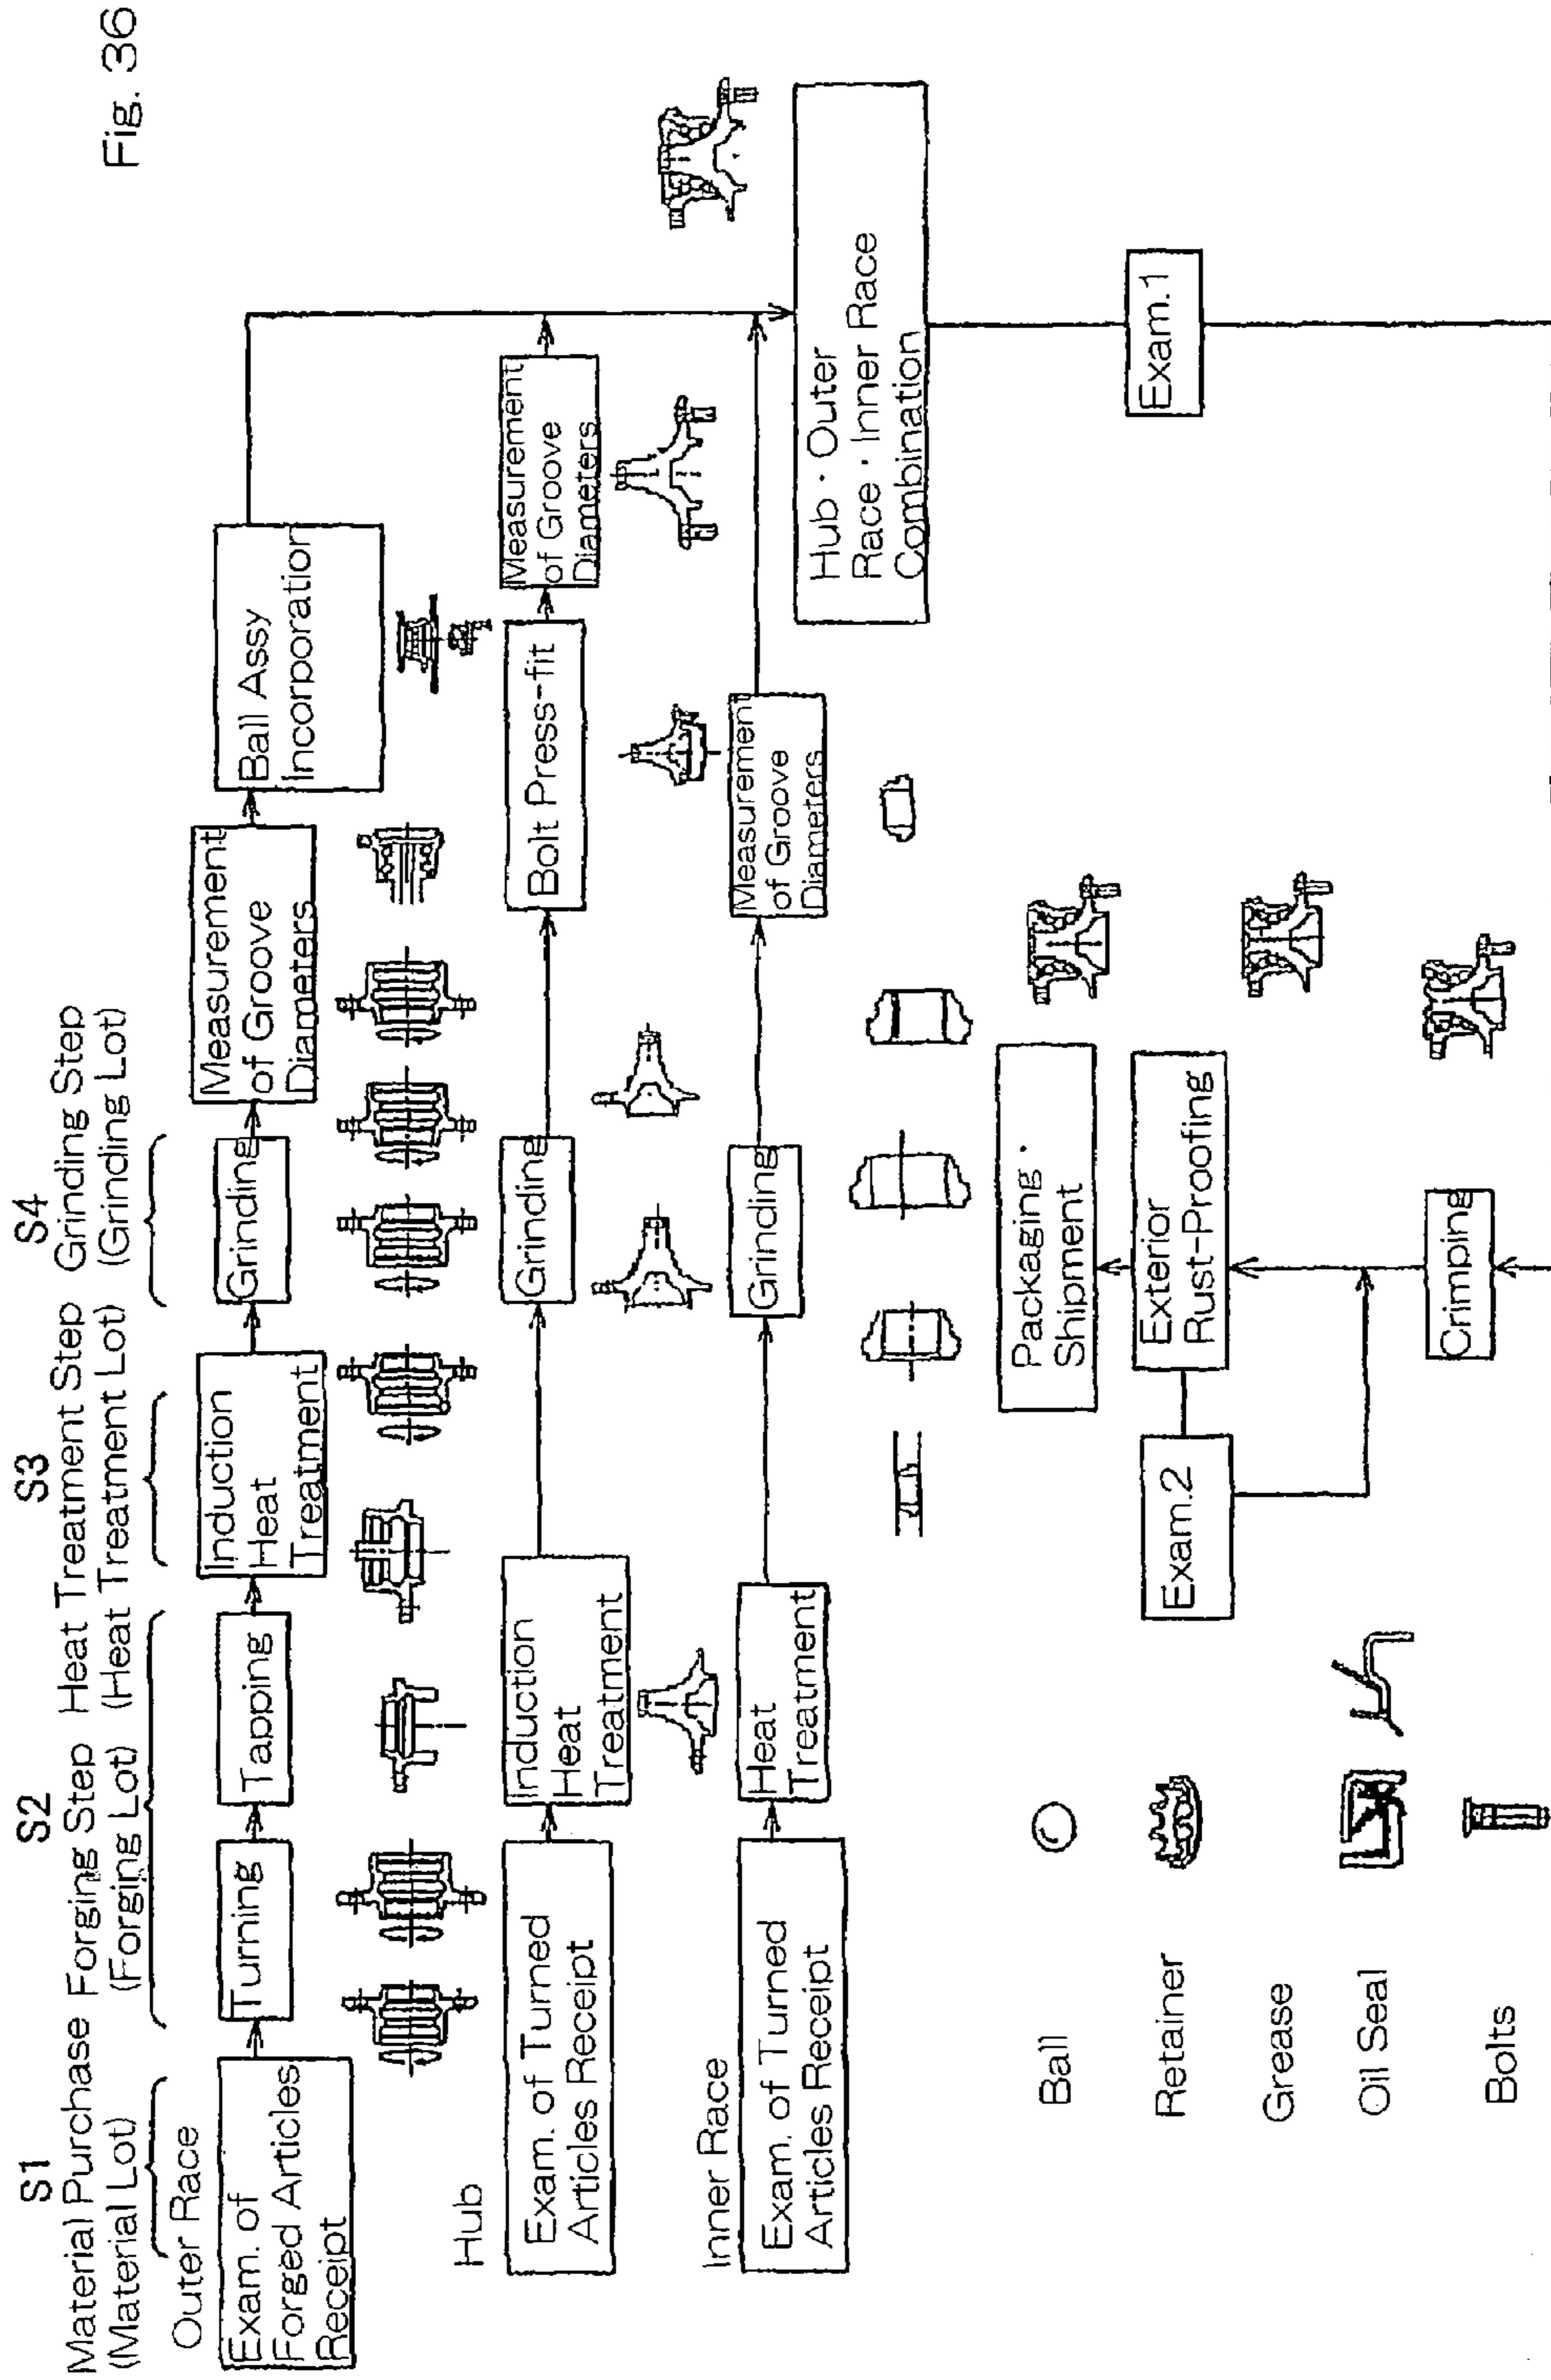 Fig. 36
S1
Material Purchase
(Material Lot)
S2
Forging Step
(Forging Lot)
S3
Heat Treatment Step
(Heat Treatment Lot)
S4
Grinding Step
(Grinding Lot)
Outer Race
Exam. of
Forged Articles
Receipt
Turning
Tapping
Induction
Heat
Treatment
Grinding
Measurement
of Groove
Diameters
Ball Assy
Incorporation
Hub
Exam. of Turned
Articles Receipt
Induction
Heat
Treatment
Grinding
Bolt Press-fit
Measurement
of Groove
Diameters
Inner Race
Exam. of Turned
Articles Receipt
Heat
Treatment
Grinding
Measurement
of Groove
Diameters
Hub · Outer
Race · Inner Race
Combination
Exam.1
Packaging ·
Shipment
Exterior
Rust-Proofing
Exam.2
Crimping
Ball
Retainer
Grease
Oil Seal
Bolts